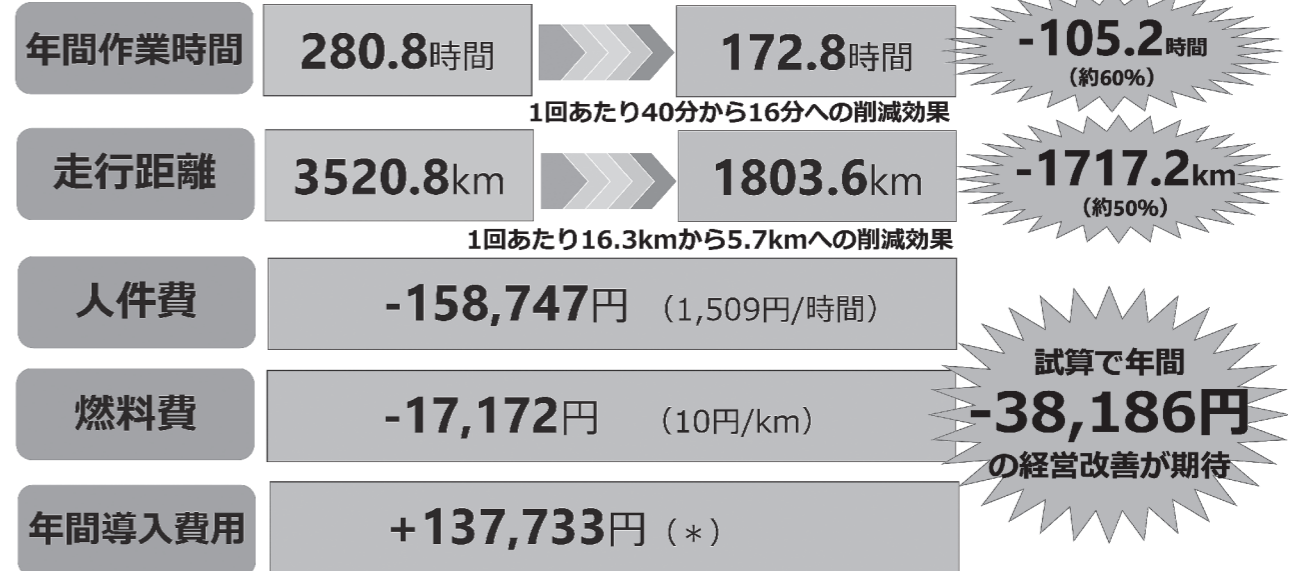 年間作業時間 280.8時間 172.8時間 -105.2時間
(約60%)
1回あたり40分から16分への削減効果
走行距離 3520.8km 1803.6km -1717.2km
(約50%)
1回あたり16.3kmから5.7kmへの削減効果
人件費 -158,747円 (1,509円/時間)
燃料費 -17,172円 (10円/km)
試算で年間
-38,186円
の経営改善が期待
年間導入費用 +137,733円(*)